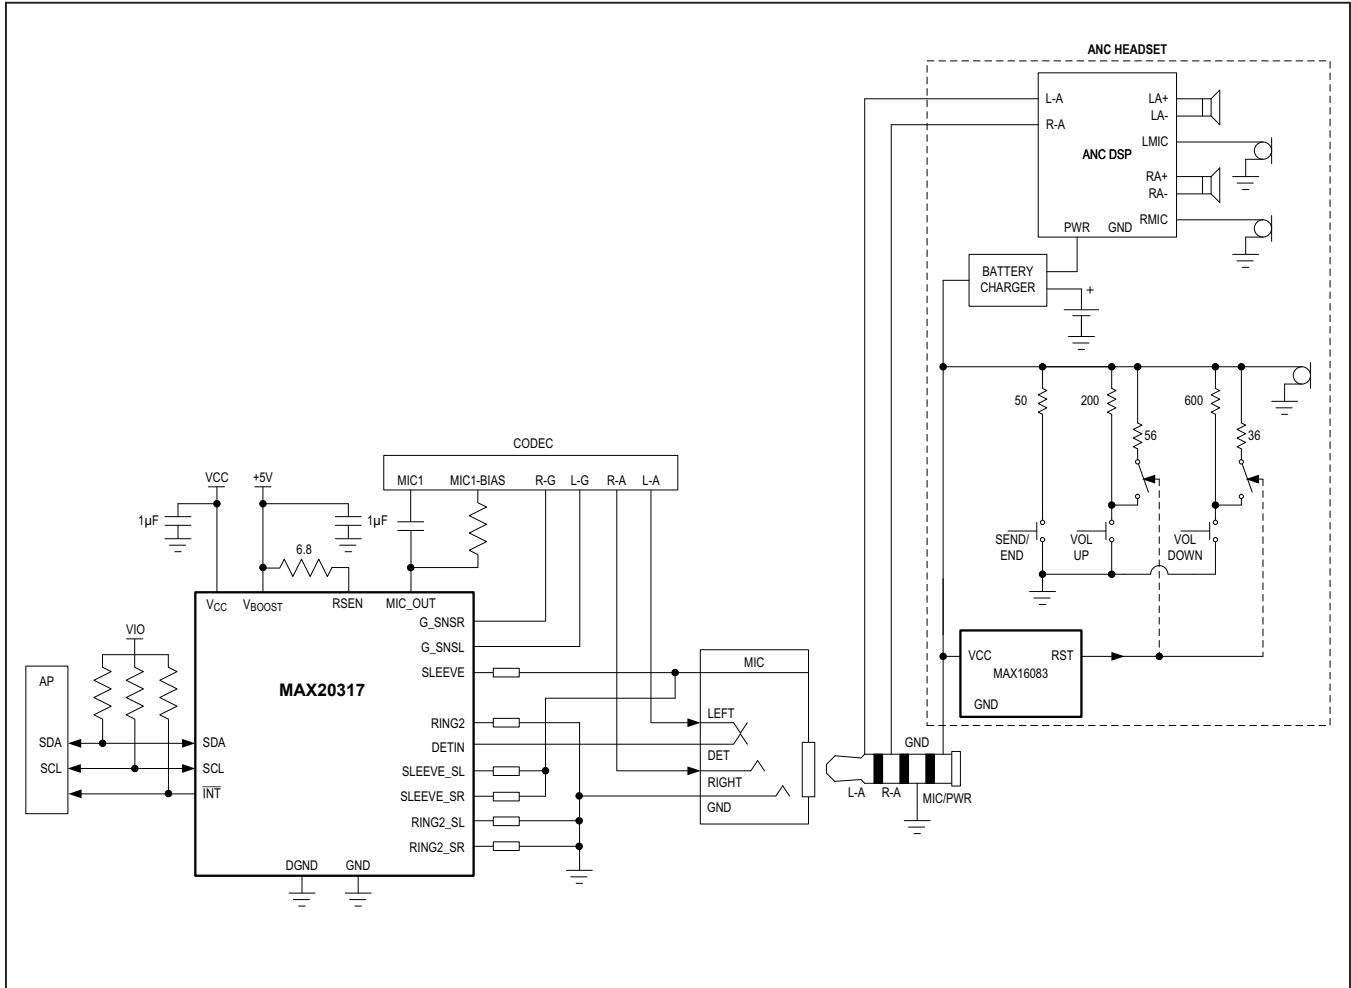 ANC HEADSET
L-A
R-A
ANC DSP
LA+
LA-
LMIC
RA+
RA-
RMIC
PWR
GND
BATTERY
CHARGER
+
50
200
56
600
36
SEND/
END
VOL
UP
VOL
DOWN
VCC
RST
MAX16083
GND
CODEC
MIC1
MIC1-BIAS
R-G
L-G
R-A
L-A
VCC
+5V
1µF
1µF
6.8
VCC
VBOOST
RSEN
MIC_OUT
G_SNSR
G_SNSL
SLEEVE
RING2
DETIN
SLEEVE_SL
SLEEVE_SR
RING2_SL
RING2_SR
MAX20317
VIO
AP
SDA
SCL
SDA
SCL
INT
DGND
GND
MIC
LEFT
DET
RIGHT
GND
GND
L-A
R-A
MIC/PWR